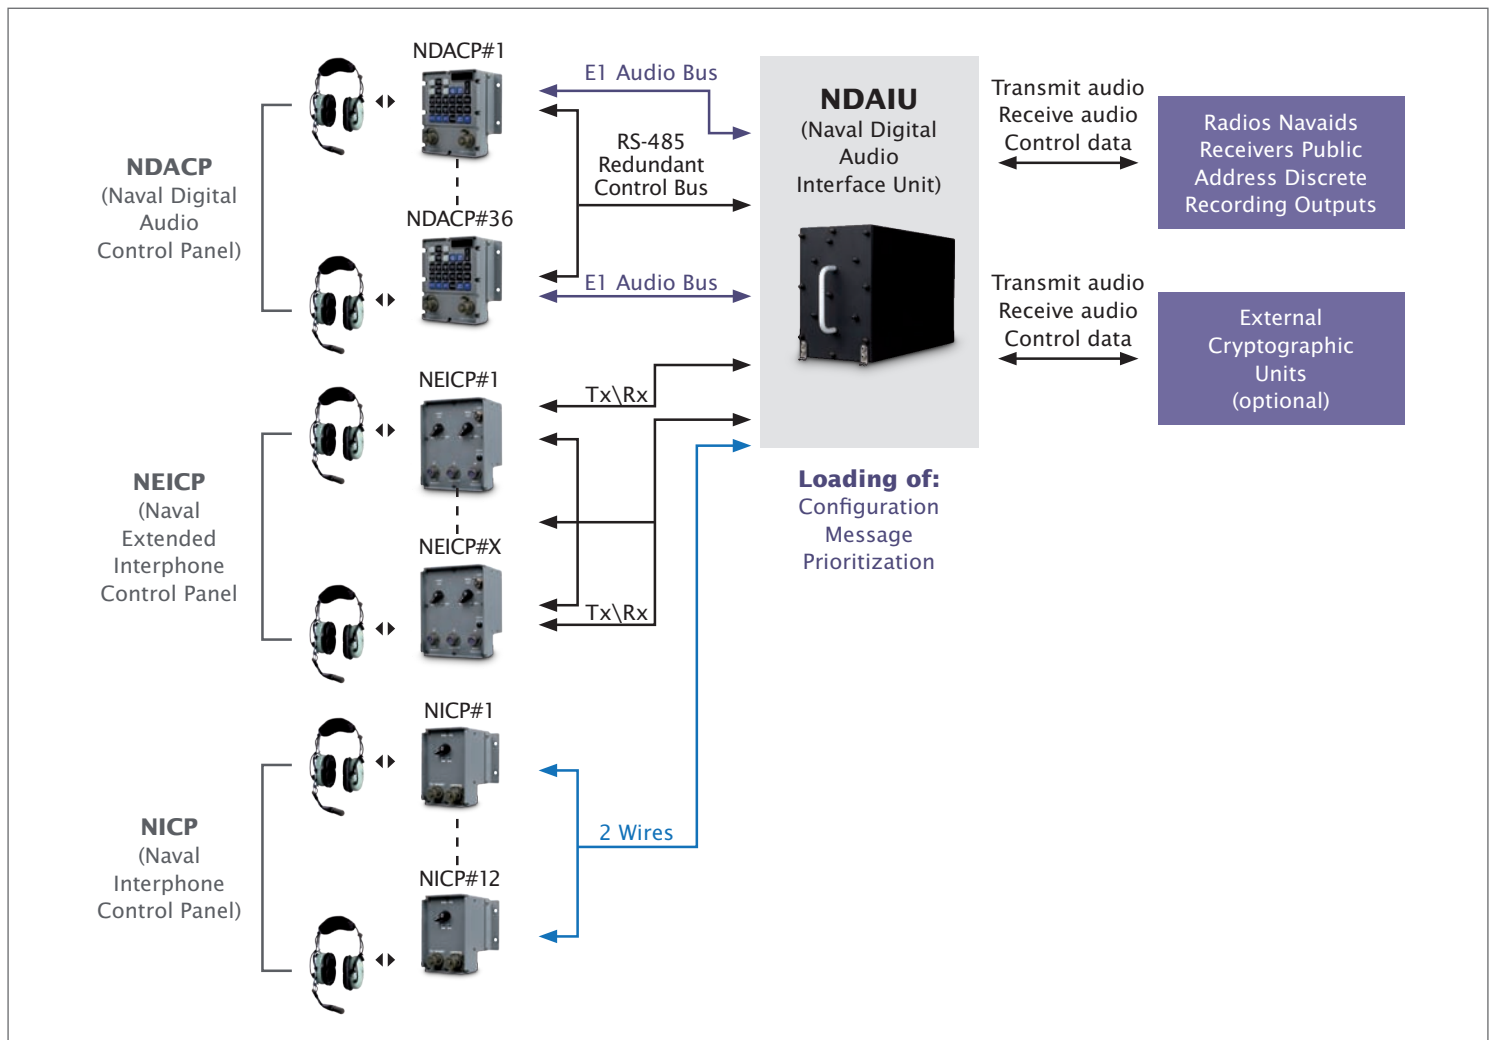 NDACP#1
E1 Audio Bus
RS-485
Redundant
Control Bus
NDACP
(Naval Digital
Audio
Control Panel)
NDACP#36
E1 Audio Bus
NDAIU
(Naval Digital
Audio
Interface Unit)
Transmit audio
Receive audio
Control data
Radios Navaids
Receivers Public
Address Discrete
Recording Outputs
Transmit audio
Receive audio
Control data
External
Cryptographic
Units
(optional)
NEICP#1
Tx\Rx
NEICP
(Naval
Extended
Interphone
Control Panel
NEICP#X
Tx\Rx
Loading of:
Configuration
Message
Prioritization
NICP#1
NICP
(Naval
Interphone
Control Panel)
2 Wires
NICP#12